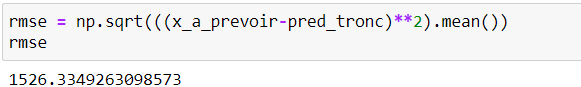 rmse = np.sqrt(((x_a_prevoir-pred_tronc)**2).mean())
rmse
1526.3349263098573